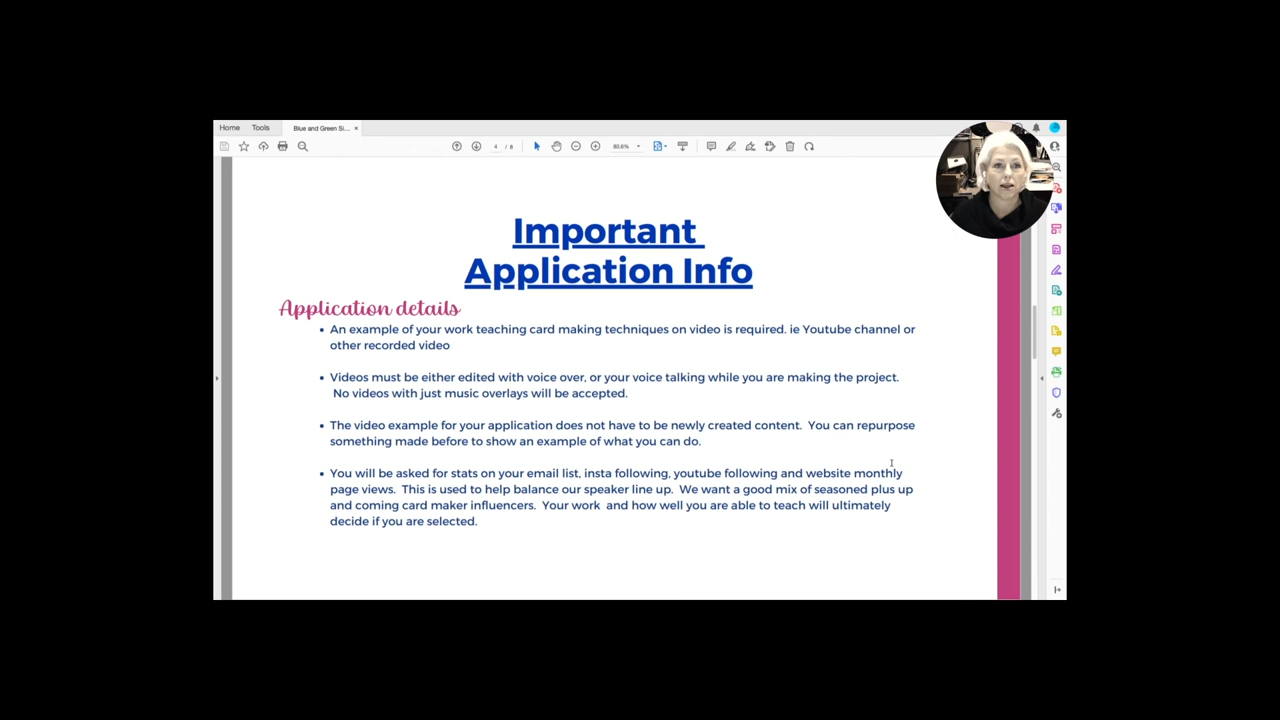 Home Tools Blue and Green Si... ×
4 / 8 80.6%
Important
Application Info
Application details
• An example of your work teaching card making techniques on video is required. ie Youtube channel or
other recorded video
• Videos must be either edited with voice over, or your voice talking while you are making the project.
No videos with just music overlays will be accepted.
• The video example for your application does not have to be newly created content. You can repurpose
something made before to show an example of what you can do.
• You will be asked for stats on your email list, insta following, youtube following and website monthly
page views. This is used to help balance our speaker line up. We want a good mix of seasoned plus up
and coming card maker influencers. Your work and how well you are able to teach will ultimately
decide if you are selected.